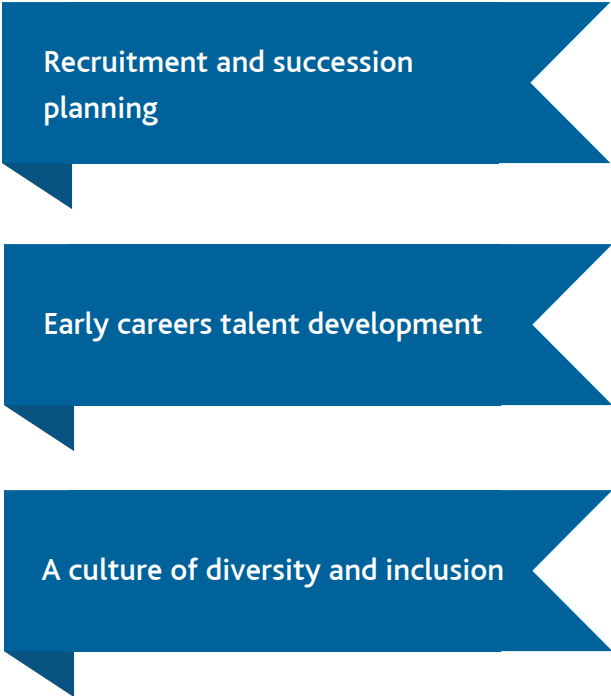 Recruitment and succession
planning
Early careers talent development
A culture of diversity and inclusion